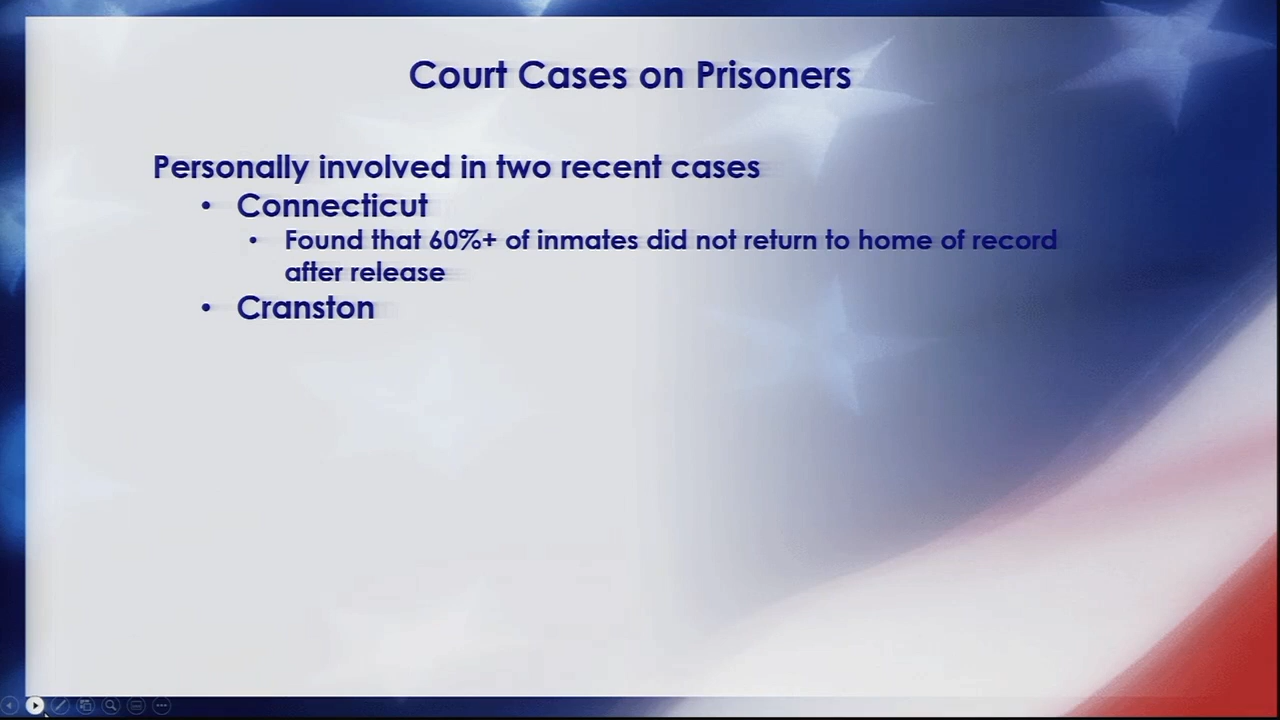 Court Cases on Prisoners
Personally involved in two recent cases
• Connecticut
• Found that 60%+ of inmates did not return to home of record
after release
• Cranston